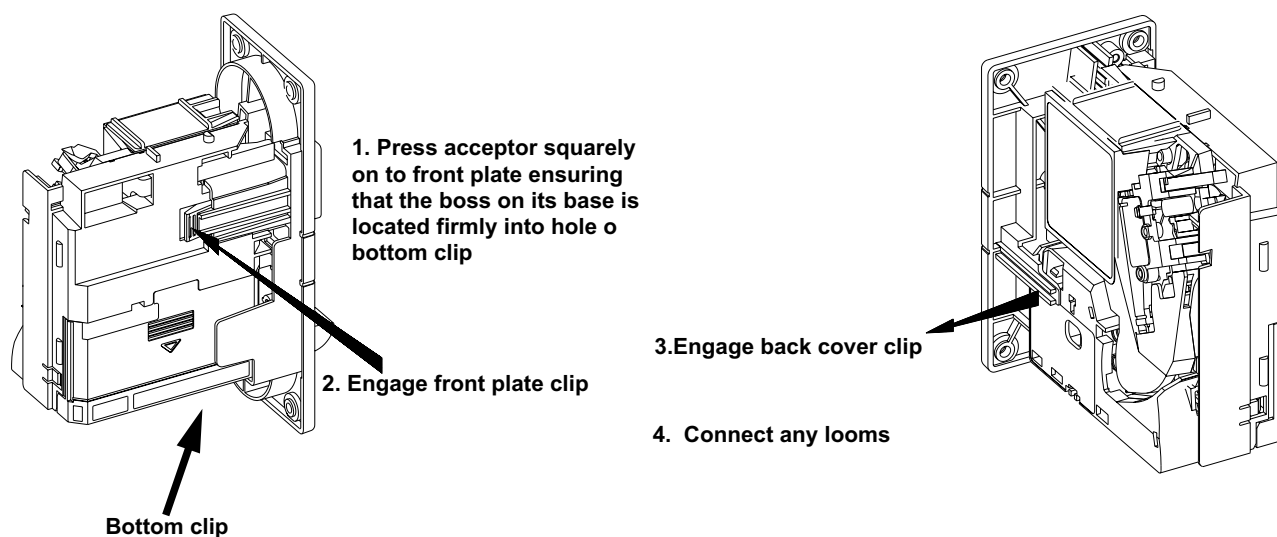 1. Press acceptor squarely
on to front plate ensuring
that the boss on its base is
located firmly into hole o
bottom clip
2. Engage front plate clip
Bottom clip
3.Engage back cover clip
4. Connect any looms